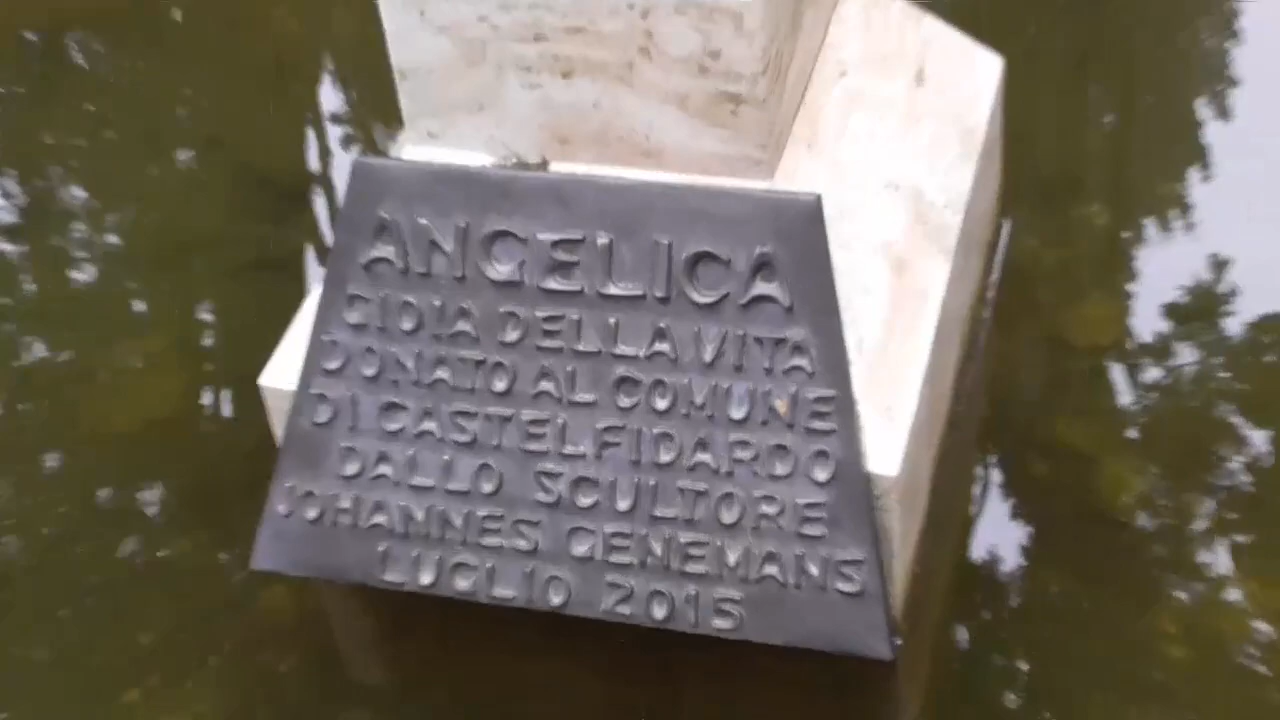 ANGELICA
GIOIA DELLA VITA
DONATO AL COMUNE
DI CASTELFIDARDO
DALLO SCULTORE
JOHANNES GENEMANS
LUGLIO 2015